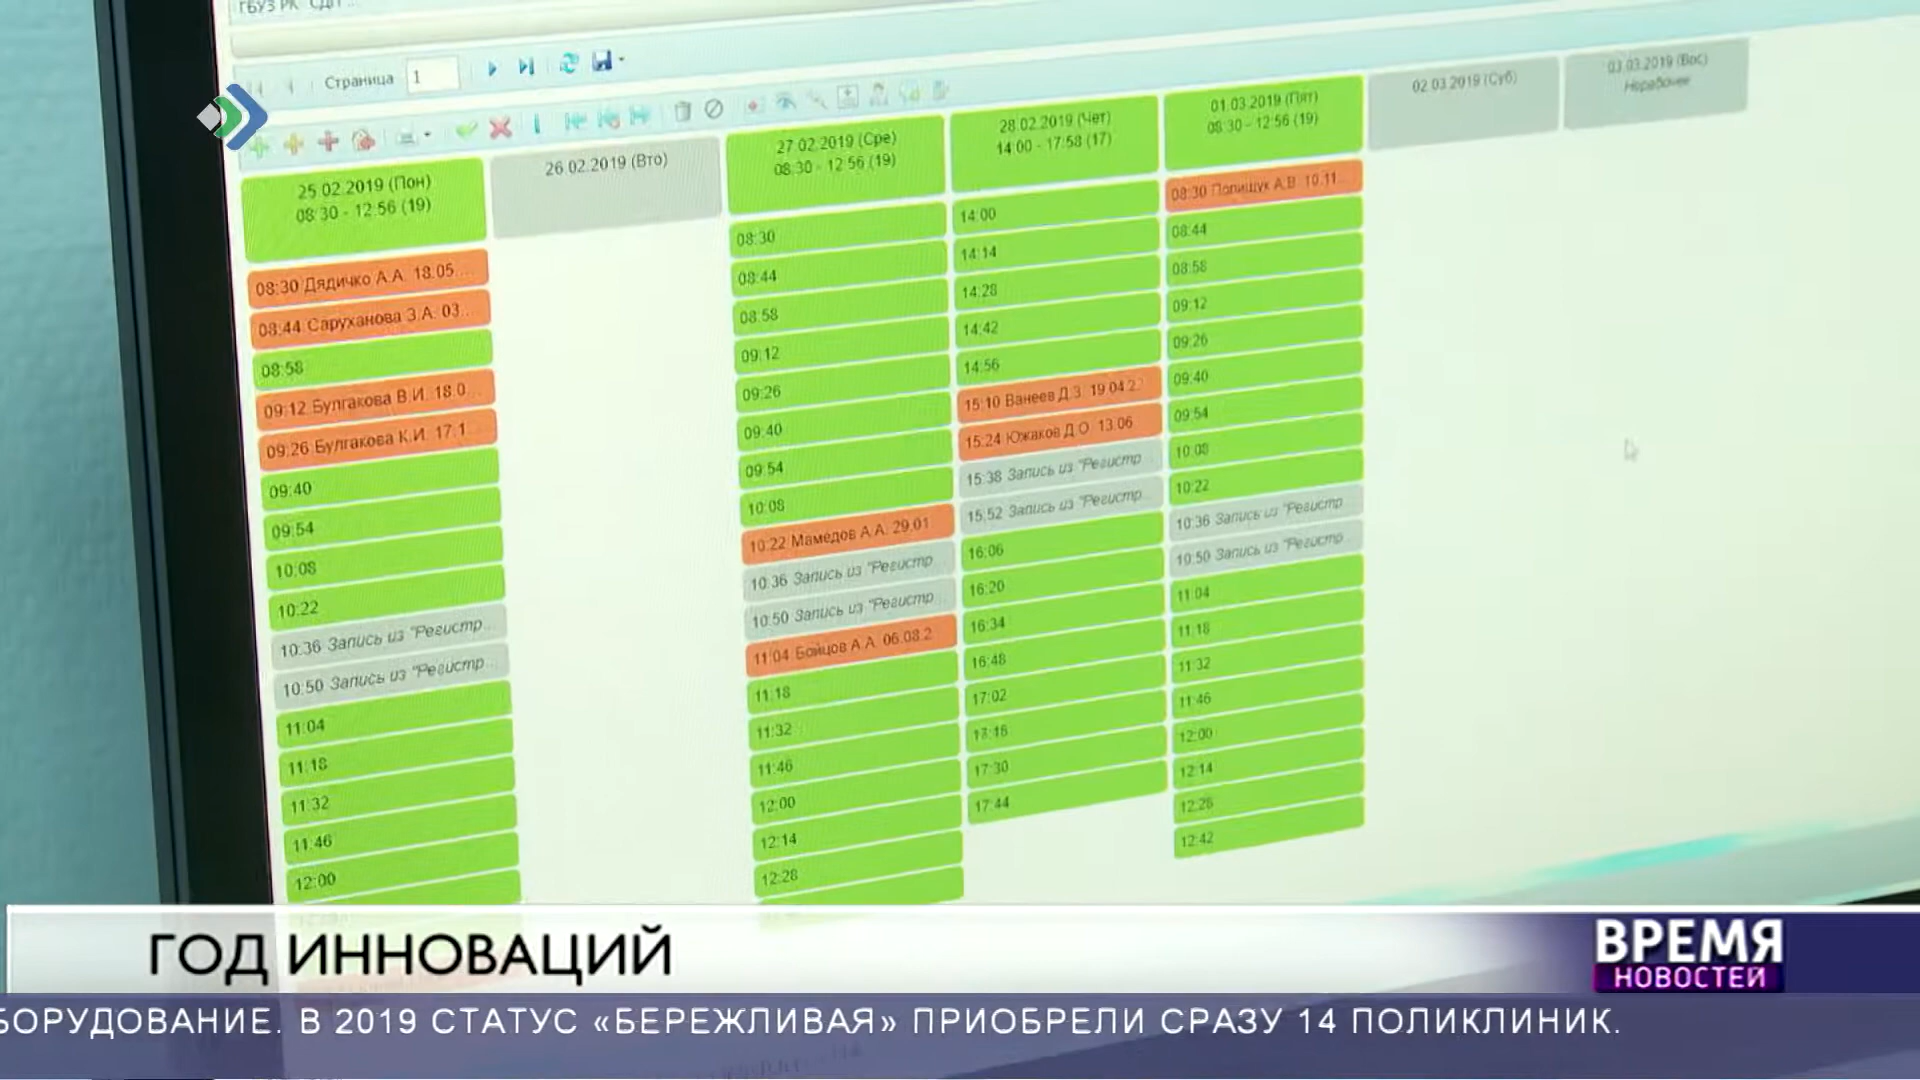 ГБУЗ РК
Страница 1
25.02.2019 (Пон)
08:30 - 12:56 (19)
08:30 Дядичко А.А. 18.05...
08:44 Саруханова З.А. 03...
08:58
09:12 Булгакова В.И. 18.0...
09:26 Булгакова К.И. 17.1...
09:40
09:54
10:08
10:22
10:36 Запись из "Регистр...
10:50 Запись из "Регистр...
11:04
11:18
11:32
11:46
12:00
26.02.2019 (Вто)
27.02.2019 (Сре)
08:30 - 12:56 (19)
08:30
08:44
08:58
09:12
09:26
09:40
09:54
10:08
10:22 Мамедов А.А. 29.01...
10:36 Запись из "Регистр...
10:50 Запись из "Регистр...
11:04 Бойцов А.А. 06.08.2...
11:18
11:32
11:46
12:00
12:14
12:28
28.02.2019 (Чет)
14:00 - 17:58 (17)
14:00
14:14
14:28
14:42
14:56
15:10 Ванеев Д.З. 19.04.2...
15:24 Южаков Д.О. 13.06...
15:38 Запись из "Регистр...
15:52 Запись из "Регистр...
16:06
16:20
16:34
16:48
17:02
17:16
17:30
17:44
01.03.2019 (Пят)
08:30 - 12:56 (19)
08:30 Полищук А.В. 10.11...
08:44
08:58
09:12
09:26
09:40
09:54
10:08
10:22
10:36 Запись из "Регистр...
10:50 Запись из "Регистр...
11:04
11:18
11:32
11:46
12:00
12:14
12:28
12:42
02.03.2019 (Суб)
03.03.2019 (Вос)
Нерабочее
ГОД ИННОВАЦИЙ
ВРЕМЯ
НОВОСТЕЙ
БОРУДОВАНИЕ. В 2019 СТАТУС «БЕРЕЖЛИВАЯ» ПРИОБРЕЛИ СРАЗУ 14 ПОЛИКЛИНИК.